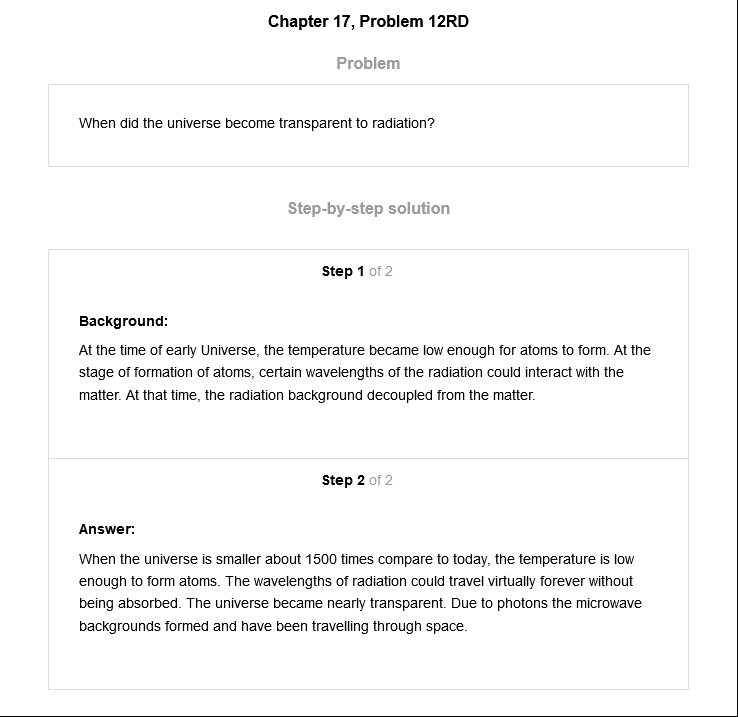 Chapter 17, Problem 12RD
Problem
When did the universe become transparent to radiation?
Step-by-step solution
Step 1 of 2
Background:
At the time of early Universe, the temperature became low enough for atoms to form. At the
stage of formation of atoms, certain wavelengths of the radiation could interact with the
matter. At that time, the radiation background decoupled from the matter.
Step 2 of 2
Answer:
When the universe is smaller about 1500 times compare to today, the temperature is low
enough to form atoms. The wavelengths of radiation could travel virtually forever without
being absorbed. The universe became nearly transparent. Due to photons the microwave
backgrounds formed and have been travelling through space.